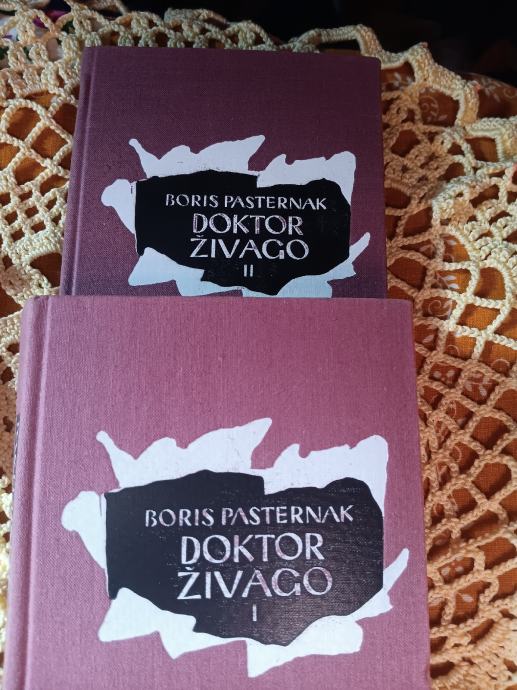 BORIS PASTERNAK
DOKTOR
ŽIVAGO
II
BORIS PASTERNAK
DOKTOR
ŽIVAGO
I